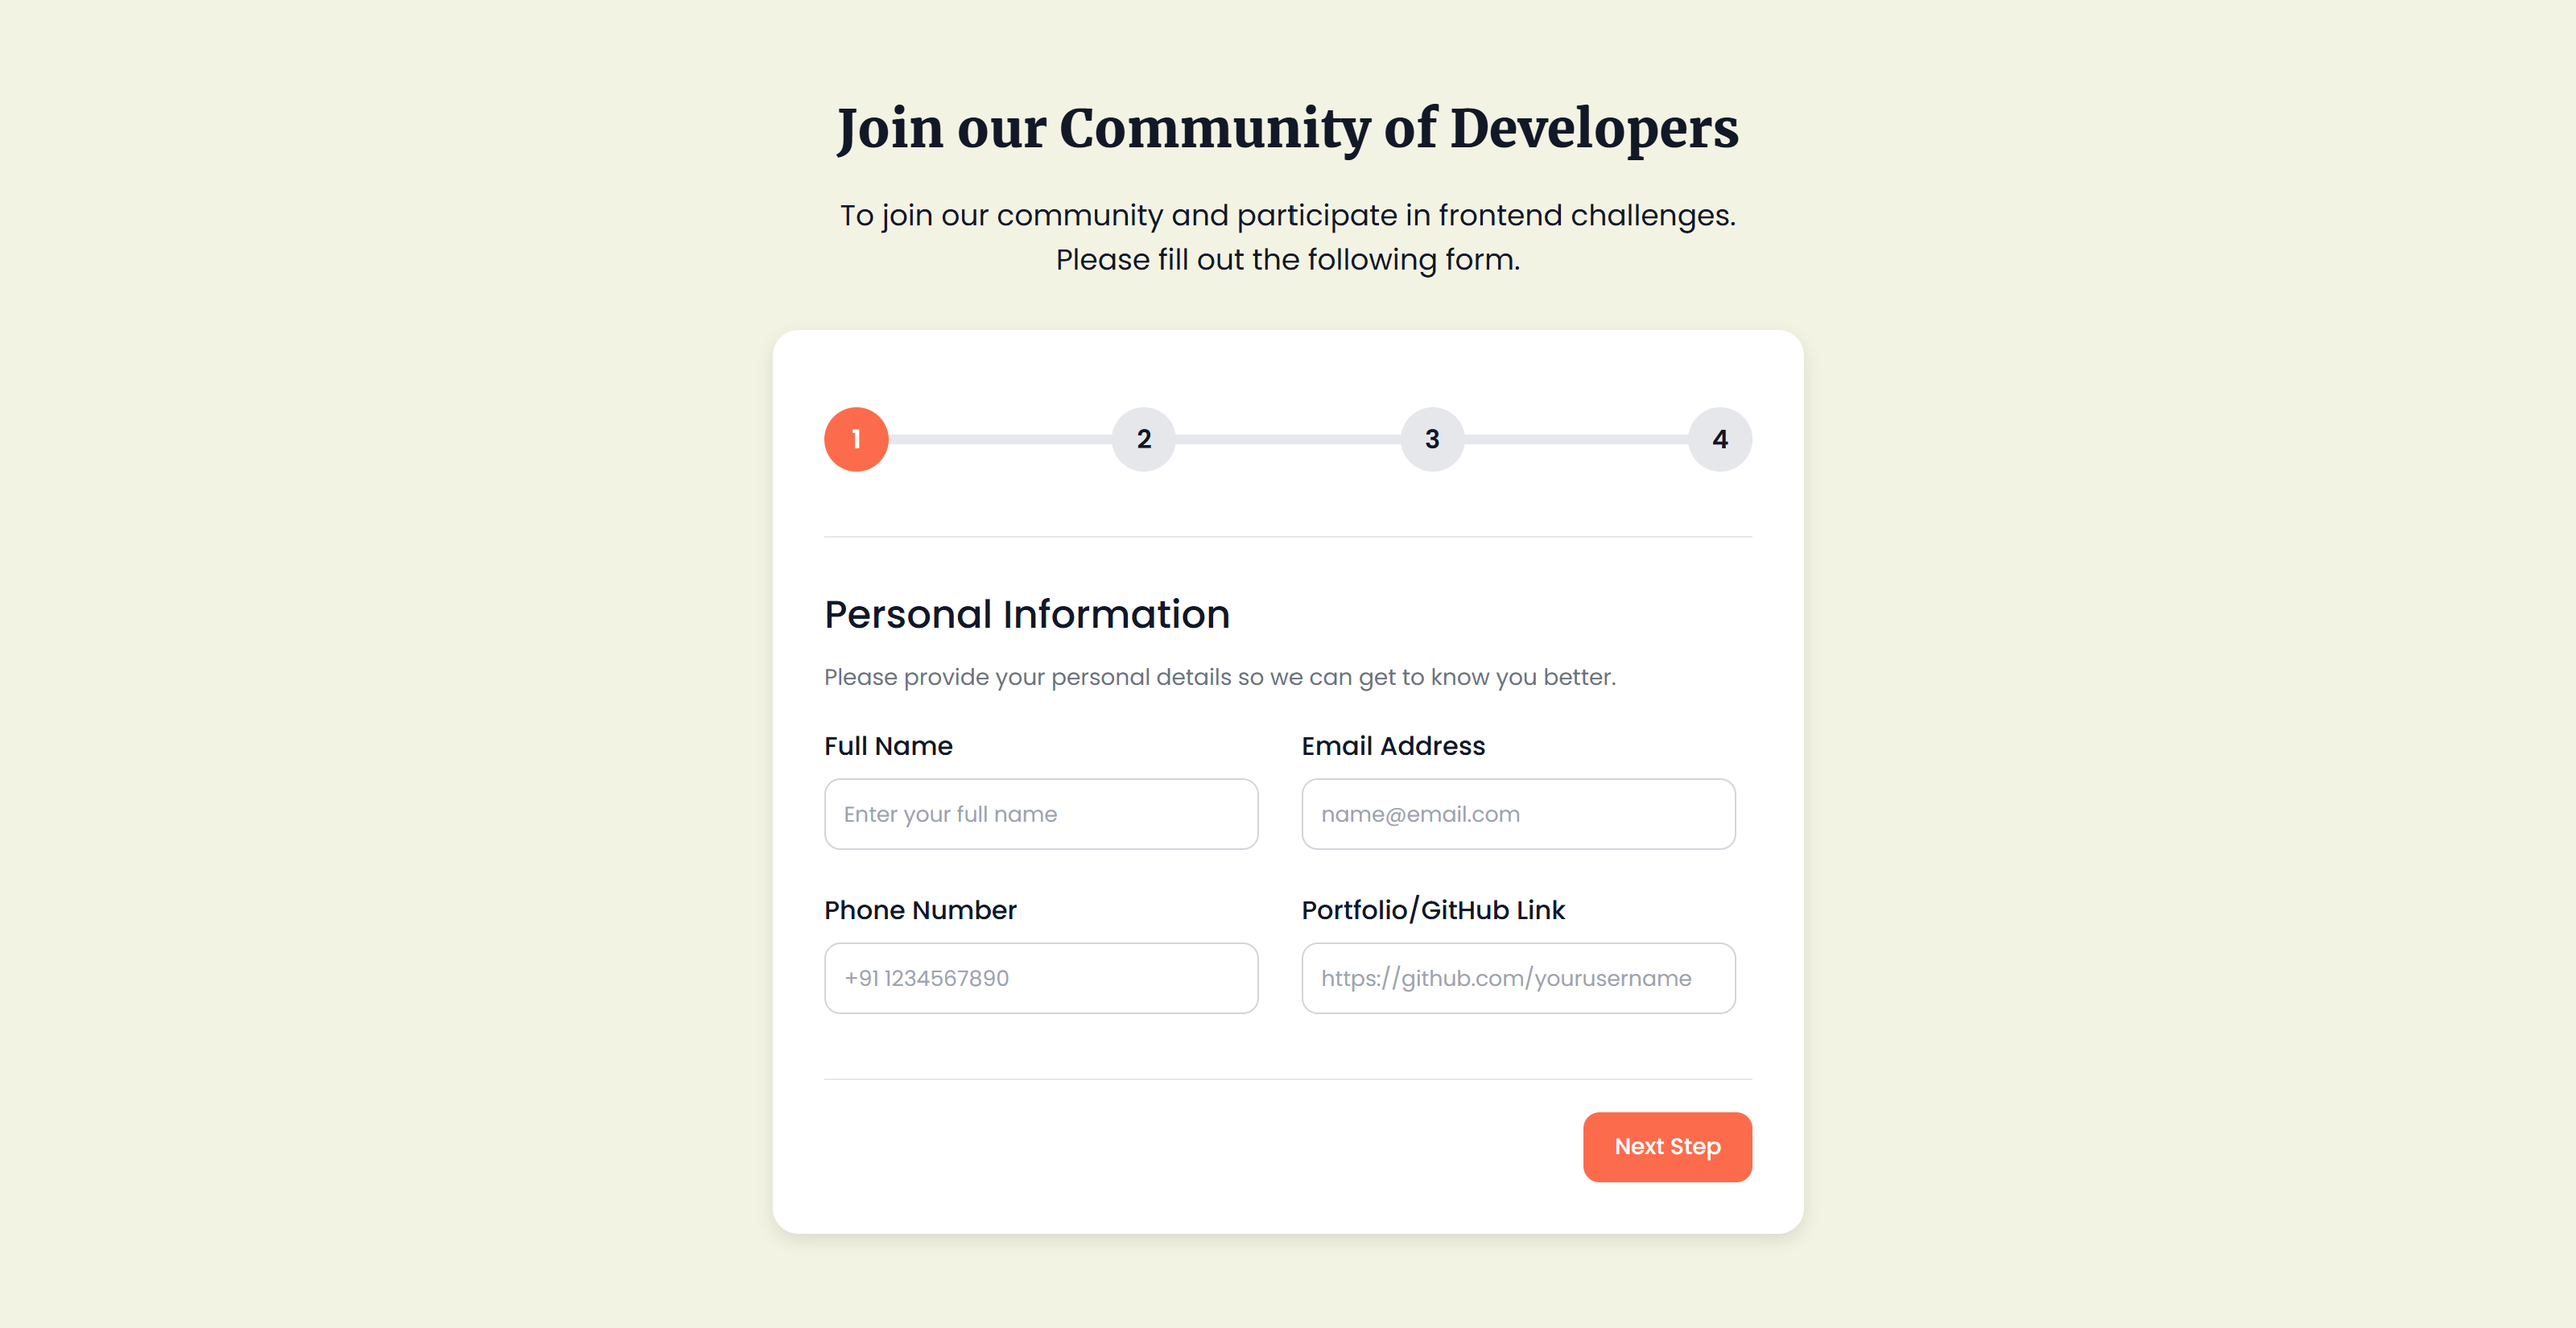 Join our Community of Developers
To join our community and participate in frontend challenges.
Please fill out the following form.
1 2 3 4
Personal Information
Please provide your personal details so we can get to know you better.
Full Name
Enter your full name
Email Address
name@email.com
Phone Number
+91 1234567890
Portfolio/GitHub Link
https://github.com/yourusername
Next Step